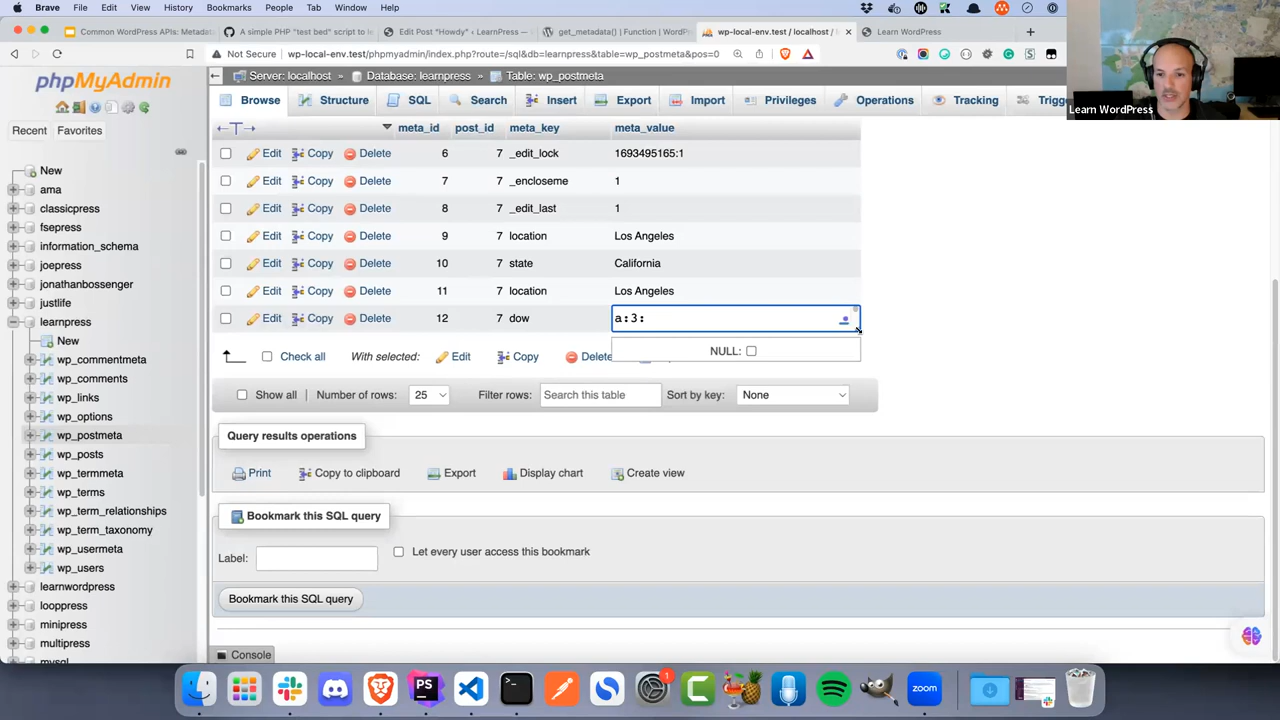 Brave File Edit View History Bookmarks People Tab Window Help
Common WordPress APIs: Metada
A simple PHP "test bed" script to
Edit Post "Howdy" ‹ LearnPress —
get_metadata() | Function | WordPr
wp-local-env.test / localhost /
Learn WordPress
Not Secure wp-local-env.test/phpmyadmin/index.php?route=/sql&db=learnpress&table=wp_postmeta&pos=0
Learn WordPress
phpMyAdmin
Recent Favorites
New
ama
classicpress
fsepress
information_schema
joepress
jonathanbossenger
justlife
learnpress
New
wp_commentmeta
wp_comments
wp_links
wp_options
wp_postmeta
wp_posts
wp_termmeta
wp_terms
wp_term_relationships
wp_term_taxonomy
wp_usermeta
wp_users
learnwordpress
looppress
minipress
multipress
mysql
Server: localhost » Database: learnpress » Table: wp_postmeta
Browse Structure SQL Search Insert Export Import Privileges Operations Tracking Trigg
meta_id post_id meta_key meta_value
Edit Copy Delete 6 7 _edit_lock 1693495165:1
Edit Copy Delete 7 7 _encloseme 1
Edit Copy Delete 8 7 _edit_last 1
Edit Copy Delete 9 7 location Los Angeles
Edit Copy Delete 10 7 state California
Edit Copy Delete 11 7 location Los Angeles
Edit Copy Delete 12 7 dow a:3:
NULL:
Check all With selected: Edit Copy Delete
Show all Number of rows: 25 Filter rows: Search this table Sort by key: None
Query results operations
Print Copy to clipboard Export Display chart Create view
Bookmark this SQL query
Label: Let every user access this bookmark
Bookmark this SQL query
Console
PS
1
zoom